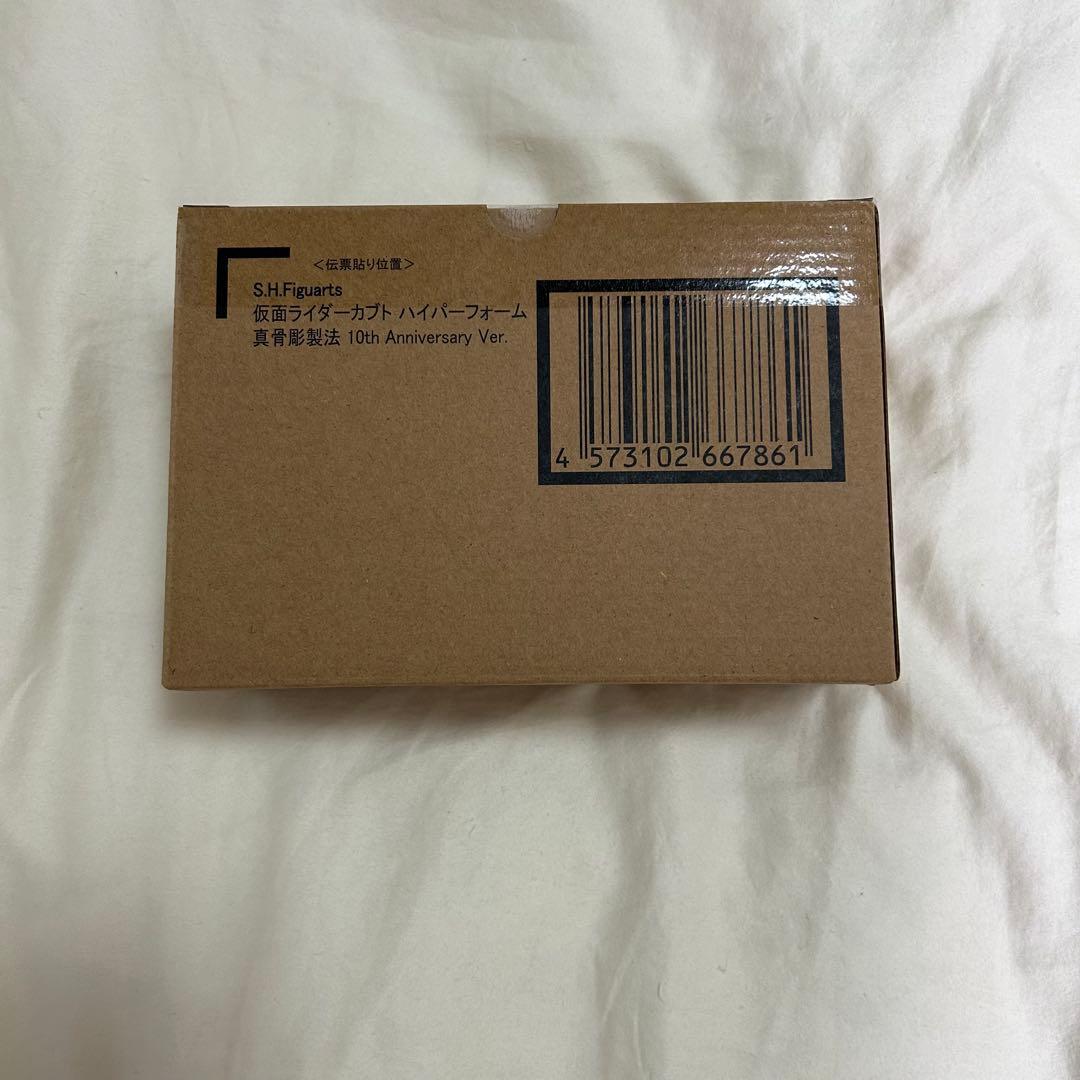 ＜伝票貼り位置＞
S.H.Figuarts
仮面ライダーカブト ハイパーフォーム
真骨彫製法 10th Anniversary Ver.
4 573102 667861